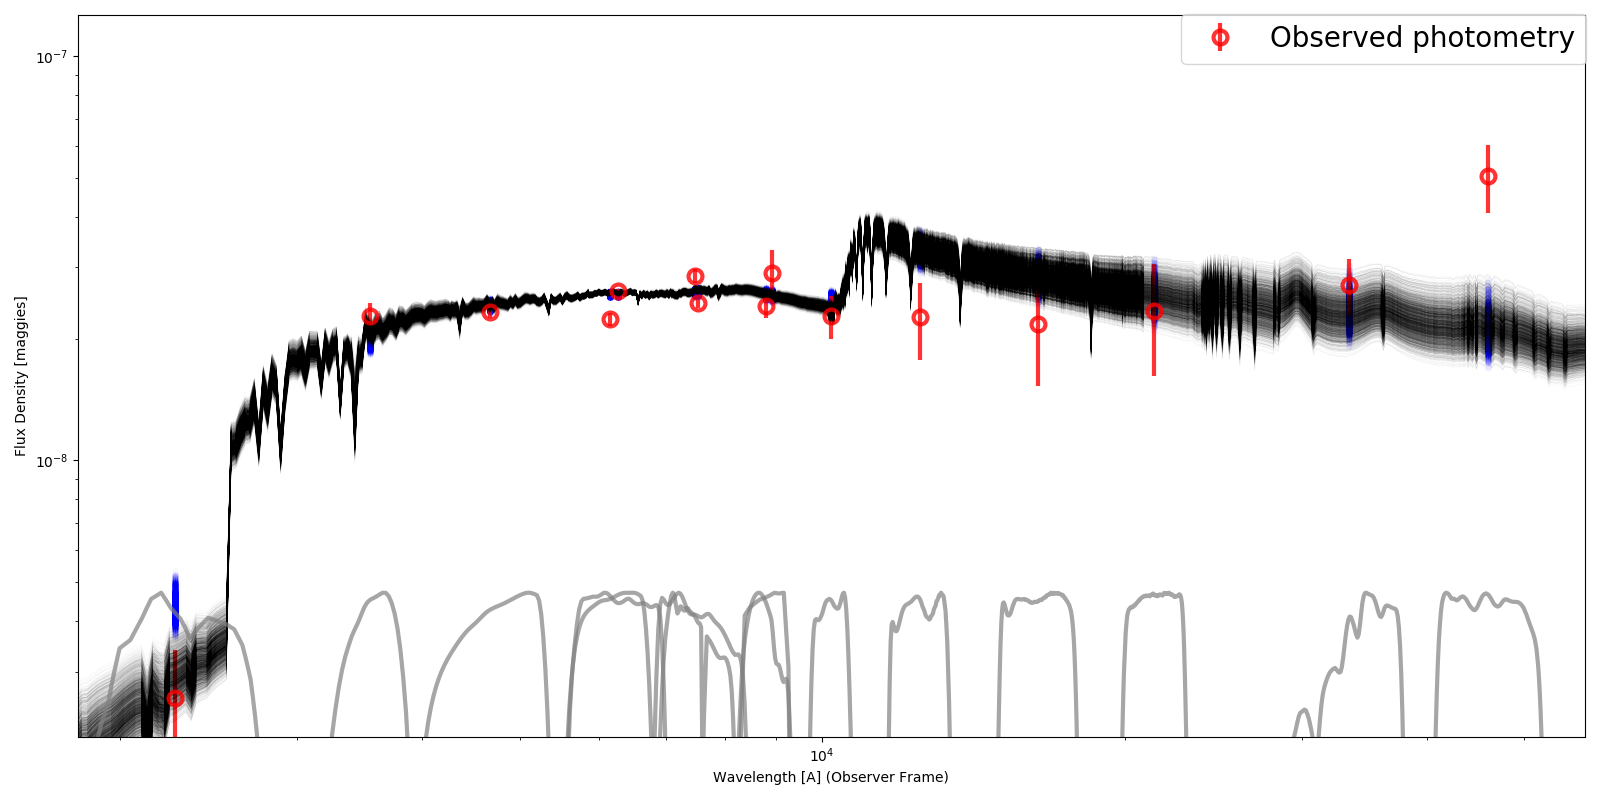 Observed photometry
10⁻⁷
10⁻⁸
Flux Density [maggies]
10⁴
Wavelength [A] (Observer Frame)